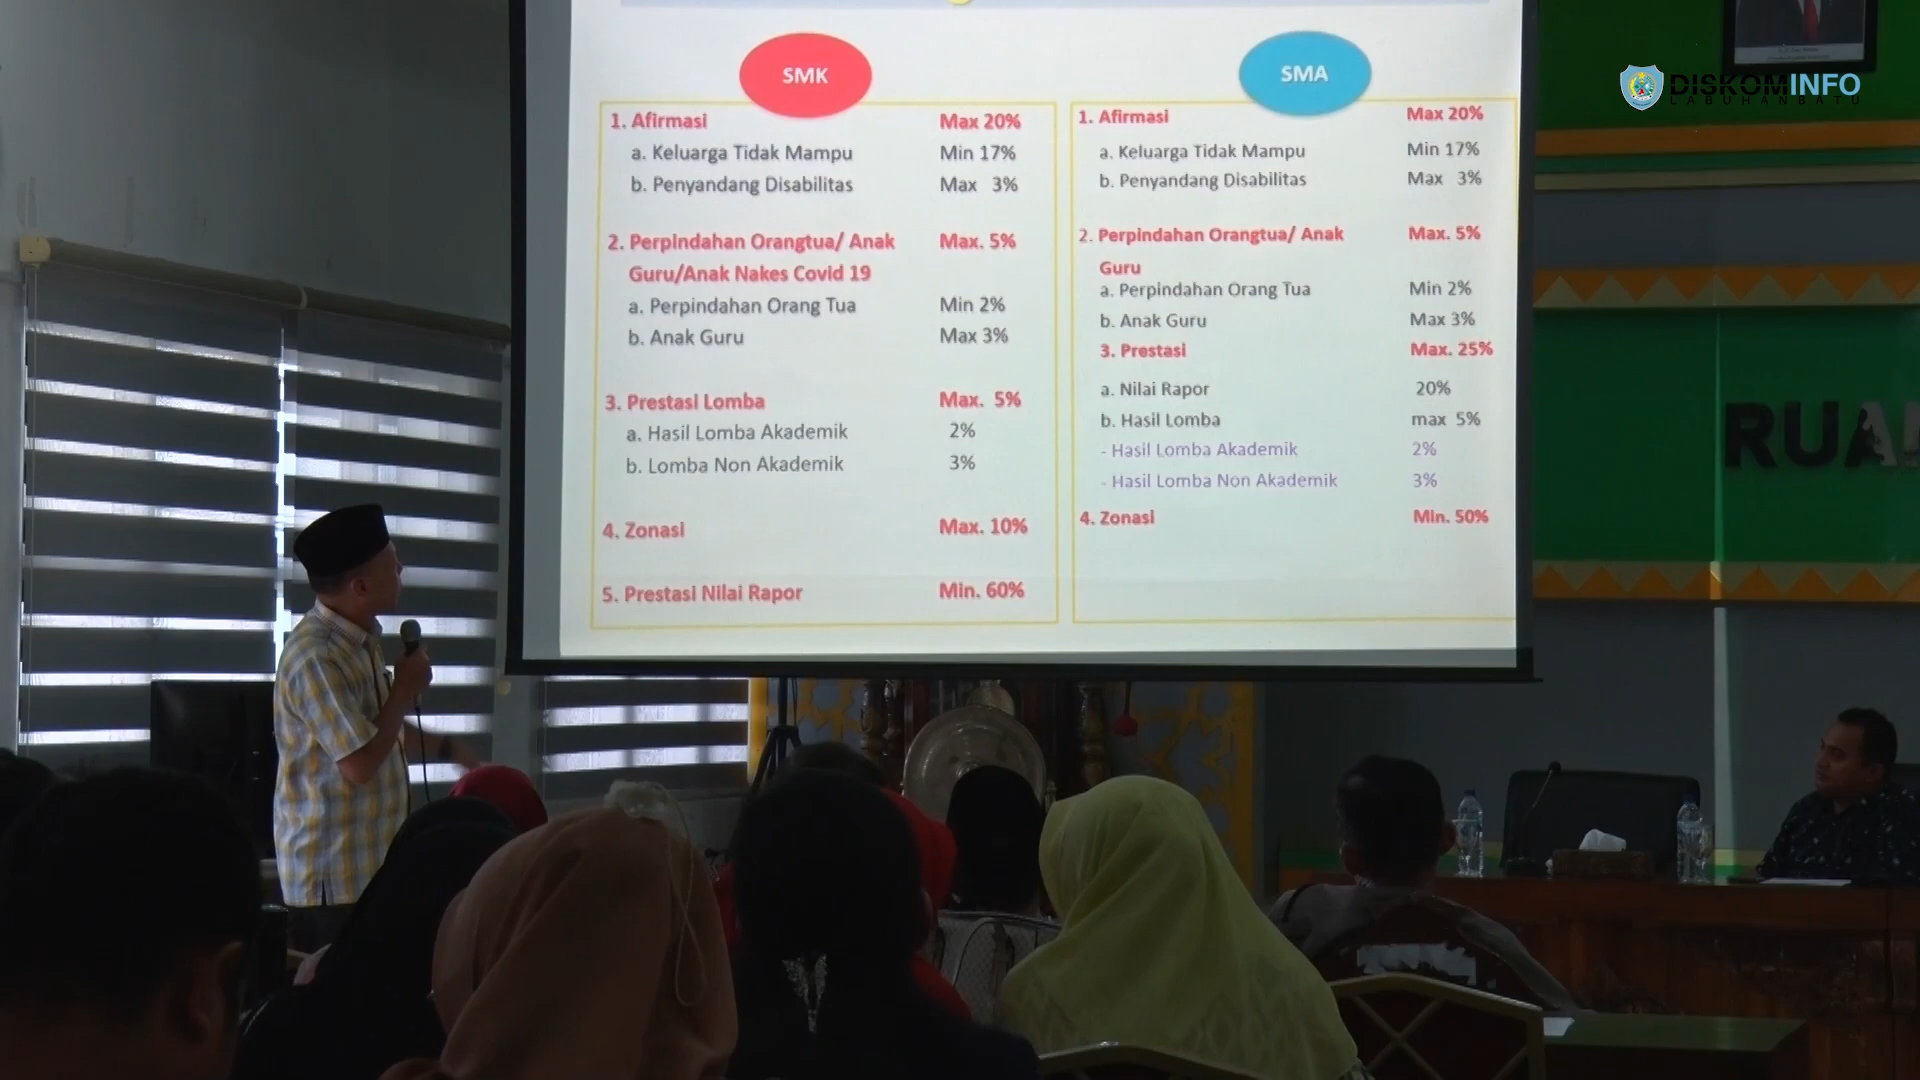 SMK
1. Afirmasi Max 20%
a. Keluarga Tidak Mampu Min 17%
b. Penyandang Disabilitas Max 3%
2. Perpindahan Orangtua/ Anak Max. 5%
Guru/Anak Nakes Covid 19
a. Perpindahan Orang Tua Min 2%
b. Anak Guru Max 3%
3. Prestasi Lomba Max. 5%
a. Hasil Lomba Akademik 2%
b. Lomba Non Akademik 3%
4. Zonasi Max. 10%
5. Prestasi Nilai Rapor Min. 60%
SMA
1. Afirmasi Max 20%
a. Keluarga Tidak Mampu Min 17%
b. Penyandang Disabilitas Max 3%
2. Perpindahan Orangtua/ Anak Max. 5%
Guru
a. Perpindahan Orang Tua Min 2%
b. Anak Guru Max 3%
3. Prestasi Max. 25%
a. Nilai Rapor 20%
b. Hasil Lomba max 5%
- Hasil Lomba Akademik 2%
- Hasil Lomba Non Akademik 3%
4. Zonasi Min. 50%
DISKOMINFO
LABUHANBATU